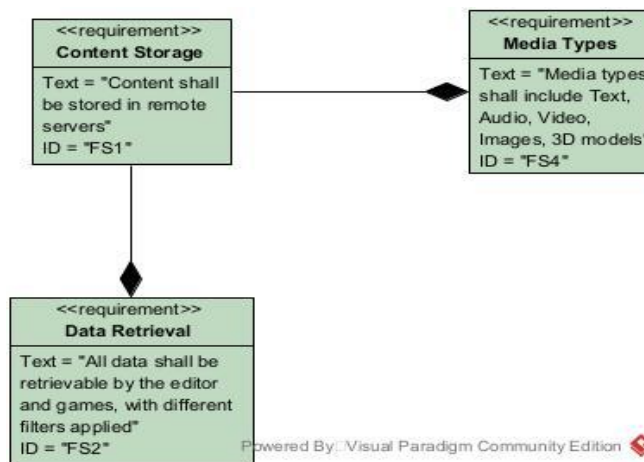 <<requirement>>
Content Storage
Text = "Content shall
be stored in remote
servers"
ID = "FS1"
<<requirement>>
Media Types
Text = "Media types
shall include Text,
Audio, Video,
Images, 3D models"
ID = "FS4"
<<requirement>>
Data Retrieval
Text = "All data shall be
retrievable by the editor
and games, with different
filters applied"
ID = "FS2"
Powered By Visual Paradigm Community Edition